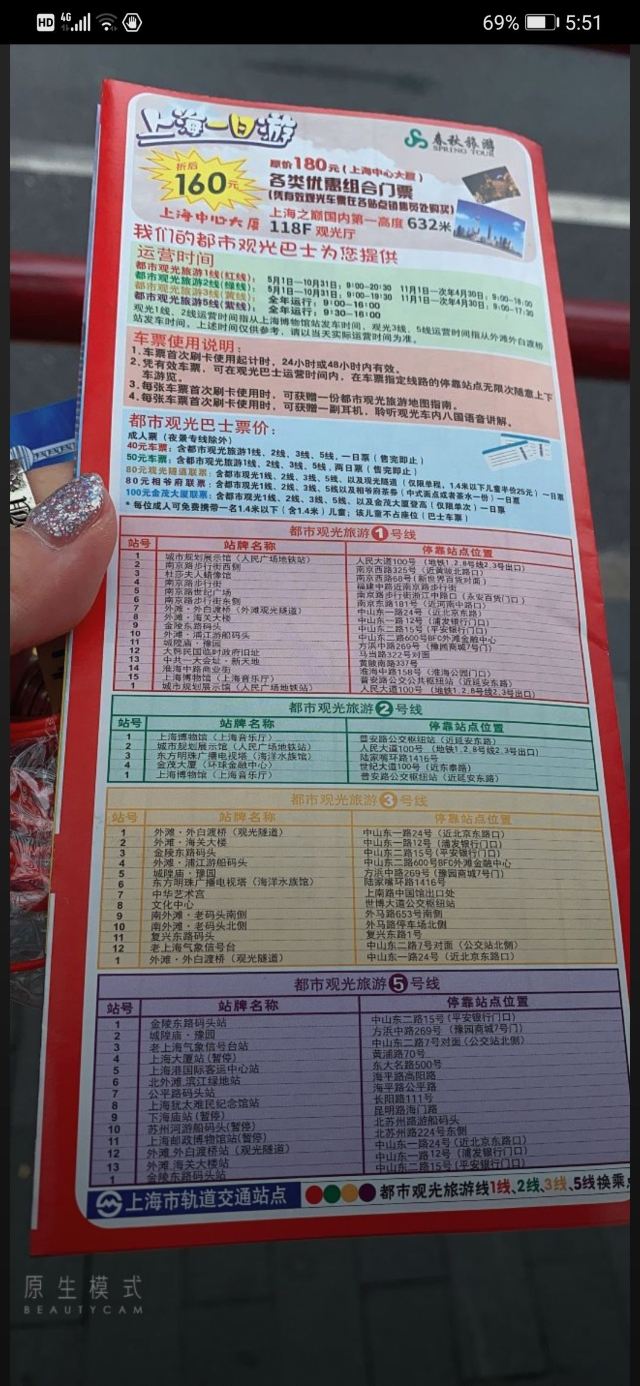 HD 4G 69% 5:51
上海一日游
春秋旅游
SPRING TOUR
折后
160元
原价180元(上海中心大厦)
各类优惠组合门票
(凭有效观光车票在各站点销售员处购买)
上海中心大厦 上海之巅国内第一高度632米
118F 观光厅
我们的都市观光巴士为您提供
运营时间
都市观光旅游1线(红线): 5月1日-10月31日: 9:00-20:30 11月1日-次年4月30日: 9:00-18:00
都市观光旅游2线(绿线): 5月1日-10月31日: 9:00-19:30 11月1日-次年4月30日: 9:00-17:30
都市观光旅游3线(黄线): 全年运行: 9:00-16:00
都市观光旅游5线(紫线): 全年运行: 9:30-16:00
观光1线、2线运营时间指从上海博物馆站发车时间,观光3线、5线运营时间指从外滩外白渡桥
站发车时间。上述时间仅供参考,请以当天实际运营时间为准。
车票使用说明:
1. 车票首次刷卡使用起计时,24小时或48小时内有效。
2. 凭有效车票,可在观光巴士运营时间内,在车票指定线路的停靠站点无限次随意上下
车游览。
3. 每张车票首次刷卡使用时,可获赠一份都市观光旅游地图指南。
4. 每张车票首次刷卡使用时,可获赠一副耳机,聆听观光车内八国语音讲解。
都市观光巴士票价:
成人票(夜景专线除外)
40元车票:含都市观光旅游1线、2线、3线、5线,一日票(售完即止)
50元车票:含都市观光旅游1线、2线、3线、5线,两日票(售完即止)
80元观光隧道联票:含都市观光1线、2线、3线、5线、以及观光隧道(仅限单程,1.4米以下儿童半价25元)一日票
80元相爷府联票:含都市观光1线、2线、3线、5线以及相爷府茶券(中式面点或者茶水一份)一日票
100元金茂大厦联票:含都市观光1线、2线、3线、5线、以及金茂大厦登高(仅限单次)一日票
* 每位成人可免费携带一名1.4米以下(含1.4米)儿童;该儿童不占座位(巴士车票)
都市观光旅游1号线
站号 站牌名称 停靠站点位置
1 城市规划展示馆(人民广场地铁站) 人民大道100号(地铁1、2、8号线2、3号出口)
2 南京路步行街西侧 南京西路325号(近黄陂北路口)
3 杜莎夫人蜡像馆 南京西路68号(新世界百货对面)
4 南京路步行街 福建中路近南京路步行街
5 南京路世纪广场 南京路步行街浙江中路口(永安百货门口)
6 南京路步行街东侧 南京东路181号(近河南中路口)
7 外滩·外白渡桥(外滩观光隧道) 中山东一路24号(近北京东路)
8 外滩·海关大楼 中山东一路12号(浦发银行门口)
9 金陵东路码头 中山东二路15号(平安银行门口)
10 外滩·浦江游船码头 中山东二路600号BFC外滩金融中心
11 城隍庙·豫园 方浜中路269号(豫园商城7号门)
12 大韩民国临时政府旧址 马当路322号对面
13 中共一大会址·新天地 黄陂南路337号
14 淮海中路商业街 淮海中路158号(淮海公园门口)
15 上海博物馆(上海音乐厅) 普安路公交公共枢纽站(近延安东路)
1 城市规划展示馆(人民广场地铁站) 人民大道100号(地铁1、2、8号线2、3号出口)
都市观光旅游2号线
站号 站牌名称 停靠站点位置
1 上海博物馆(上海音乐厅) 普安路公交枢纽站(近延安东路)
2 城市规划展示馆(人民广场地铁站) 人民大道100号(地铁1、2、8号线2、3号出口)
3 东方明珠广播电视塔(海洋水族馆) 陆家嘴环路1416号
4 金茂大厦(环球金融中心) 世纪大道100号(近东泰路)
1 上海博物馆(上海音乐厅) 普安路公交枢纽站(近延安东路)
都市观光旅游3号线
站号 站牌名称 停靠站点位置
1 外滩·外白渡桥(观光隧道) 中山东一路24号(近北京东路口)
2 外滩·海关大楼 中山东一路12号(浦发银行门口)
3 金陵东路码头 中山东二路15号(平安银行门口)
4 外滩·浦江游船码头 中山东二路600号BFC外滩金融中心
5 城隍庙·豫园 方浜中路269号(豫园商城7号门)
6 东方明珠广播电视塔(海洋水族馆) 陆家嘴环路1416号
7 中华艺术宫 上南路中国馆出口处
8 文化中心 世博大道公交枢纽站
9 南外滩·老码头南侧 外马路653号南侧
10 南外滩·老码头北侧 外马路停车场北侧
11 复兴东路码头 复兴东路1号
12 老上海气象信号台 中山东二路7号对面(公交站北侧)
1 外滩·外白渡桥(观光隧道) 中山东一路24号(近北京东路口)
都市观光旅游5号线
站号 站牌名称 停靠站点位置
1 金陵东路码头站 中山东二路15号(平安银行门口)
2 城隍庙·豫园 方浜中路269号(豫园商城7号门)
3 老上海气象信号台站 中山东二路7号对面(公交站北侧)
4 上海大厦站(暂停) 黄浦路70号
5 上海港国际客运中心站 东大名路500号
6 北外滩·滨江绿地站 海平路高阳路
7 公平路码头站 海平路公平路
8 上海犹太难民纪念馆站 长阳路111号
9 下海庙站(暂停) 昆明路海门路
10 苏州河游船码头(暂停) 北苏州路游船码头
11 上海邮政博物馆站(暂停) 北苏州路224号东侧
12 外滩·外白渡桥站(观光隧道) 中山东一路24号(近北京东路口)
13 外滩·海关大楼站 中山东一路12号(浦发银行门口)
1 金陵东路码头站 中山东二路15号(平安银行门口)
上海市轨道交通站点 都市观光旅游线1线、2线、3线、5线换乘
原生模式
BEAUTYCAM